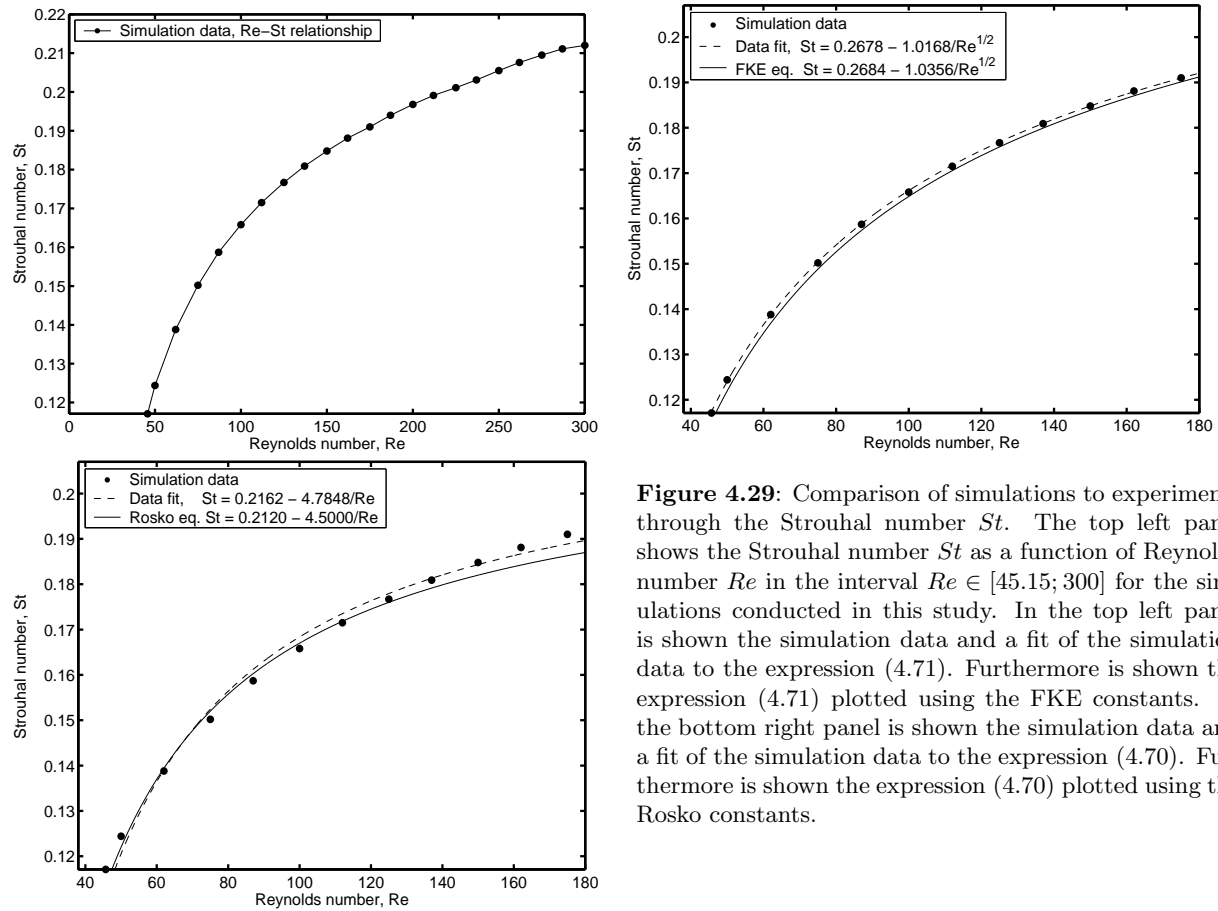 Simulation data, Re−St relationship
0.21
0.2
0.19
0.18
0.17
0.16
0.15
0.14
0.13
0.12
Strouhal number, St
0 50 100 150 200 250 300
Reynolds number, Re
Simulation data
Data fit, St = 0.2678 − 1.0168/Re^{1/2}
FKE eq. St = 0.2684 − 1.0356/Re^{1/2}
0.2
0.19
0.18
0.17
0.16
0.15
0.14
0.13
0.12
Strouhal number, St
40 60 80 100 120 140 160 180
Reynolds number, Re
Simulation data
Data fit, St = 0.2162 − 4.7848/Re
Rosko eq. St = 0.2120 − 4.5000/Re
0.2
0.19
0.18
0.17
0.16
0.15
0.14
0.13
0.12
Strouhal number, St
40 60 80 100 120 140 160 180
Reynolds number, Re
Figure 4.29: Comparison of simulations to experimen
through the Strouhal number St. The top left pan
shows the Strouhal number St as a function of Reynol
number Re in the interval Re ∈ [45.15; 300] for the sim
ulations conducted in this study. In the top left pan
is shown the simulation data and a fit of the simulatio
data to the expression (4.71). Furthermore is shown th
expression (4.71) plotted using the FKE constants.
the bottom right panel is shown the simulation data an
a fit of the simulation data to the expression (4.70). Fu
thermore is shown the expression (4.70) plotted using th
Rosko constants.